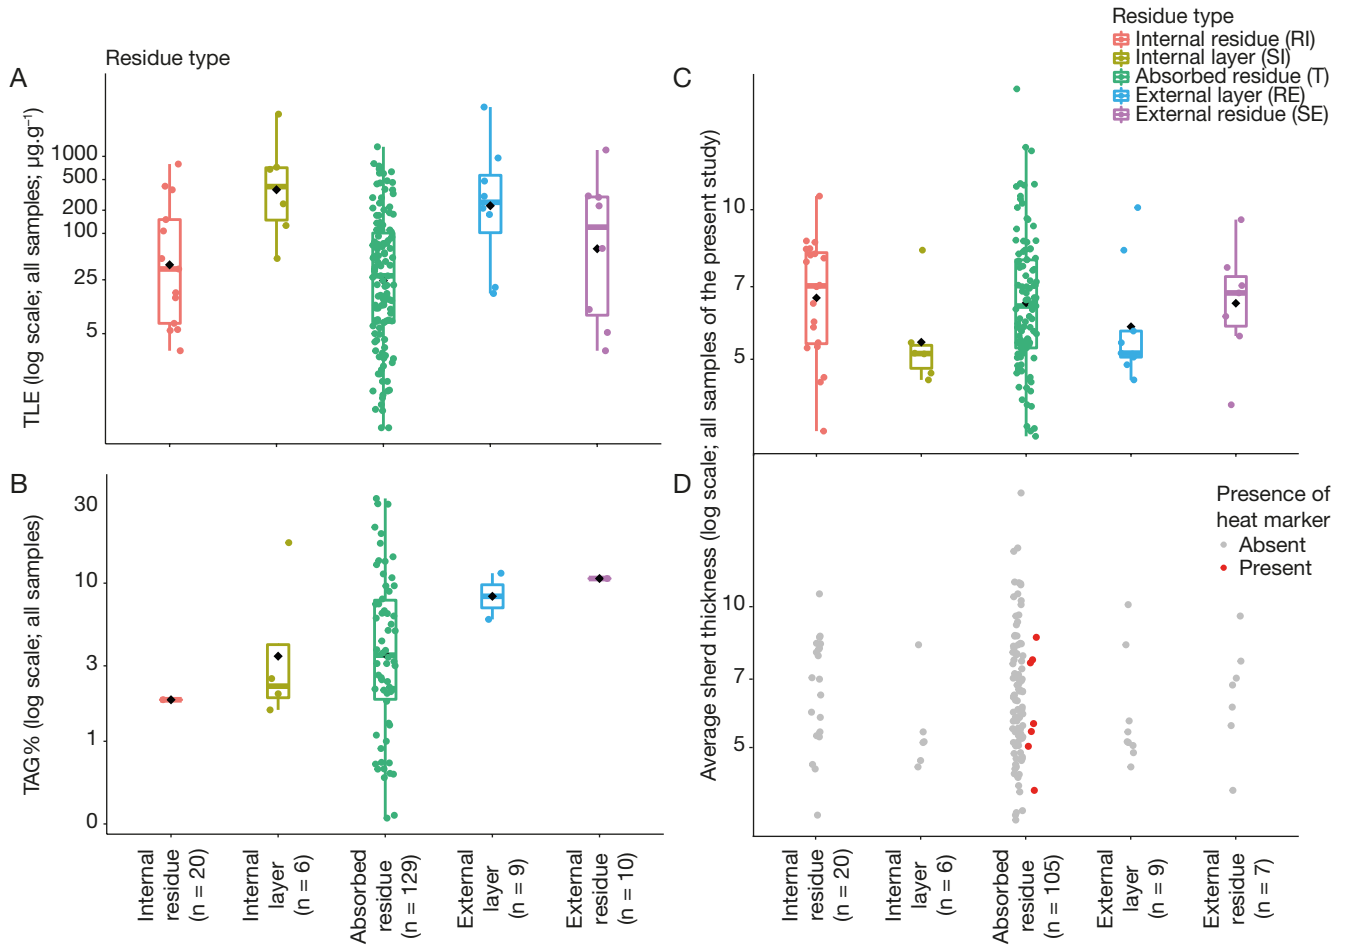 A
Residue type
TLE (log scale; all samples; µg.g⁻¹)
1000
500
200
100
25
5
B
TAG% (log scale; all samples)
30
10
3
1
0
Internal
residue
(n = 20)
Internal
layer
(n = 6)
Absorbed
residue
(n = 129)
External
layer
(n = 9)
External
residue
(n = 10)
C
Residue type
Internal residue (RI)
Internal layer (SI)
Absorbed residue (T)
External layer (RE)
External residue (SE)
Average sherd thickness (log scale; all samples of the present study)
10
7
5
D
Presence of
heat marker
Absent
Present
10
7
5
Internal
residue
(n = 20)
Internal
layer
(n = 6)
Absorbed
residue
(n = 105)
External
layer
(n = 9)
External
residue
(n = 7)